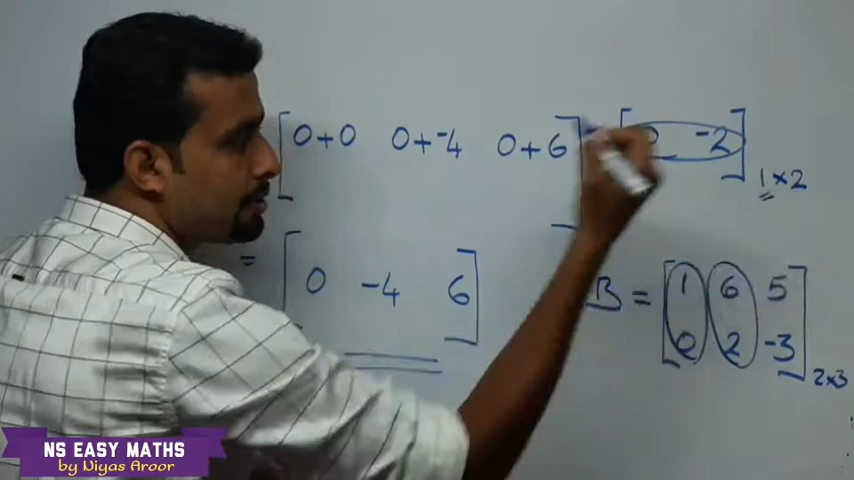 [ 0+0 0+-4 0+6 ]
[ 0 -2 ] 1×2
= [ 0 -4 6 ]
B = [ 1 6 5
0 2 -3 ] 2×3
NS EASY MATHS
by Niyas Aroor